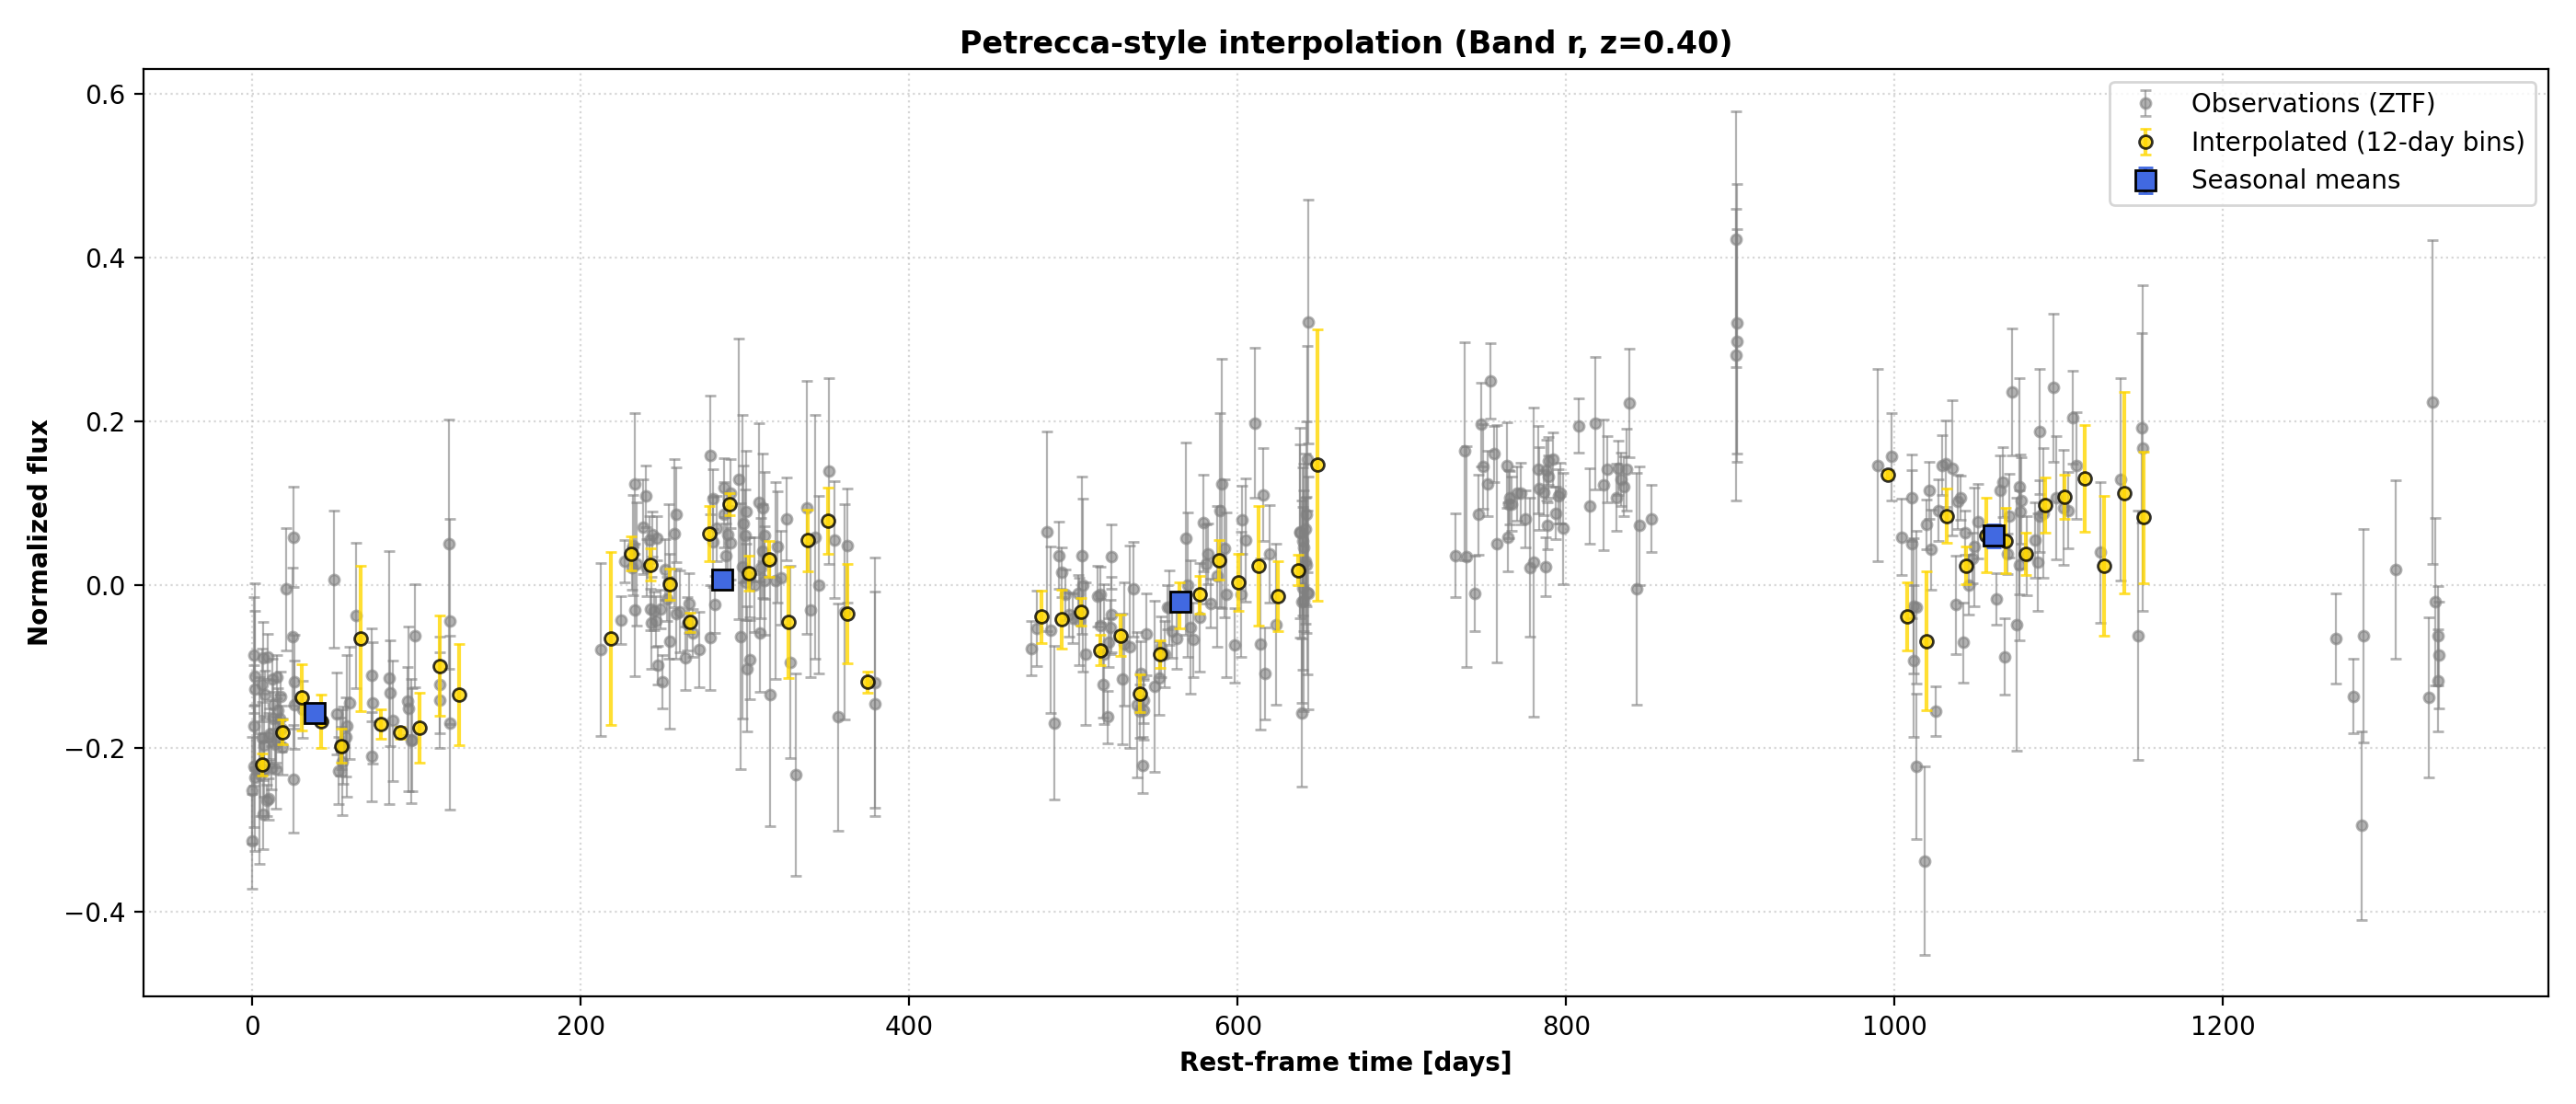 Petrecca-style interpolation (Band r, z=0.40)
Observations (ZTF)
Interpolated (12-day bins)
Seasonal means
Normalized flux
0.6
0.4
0.2
0.0
−0.2
−0.4
0 200 400 600 800 1000 1200
Rest-frame time [days]